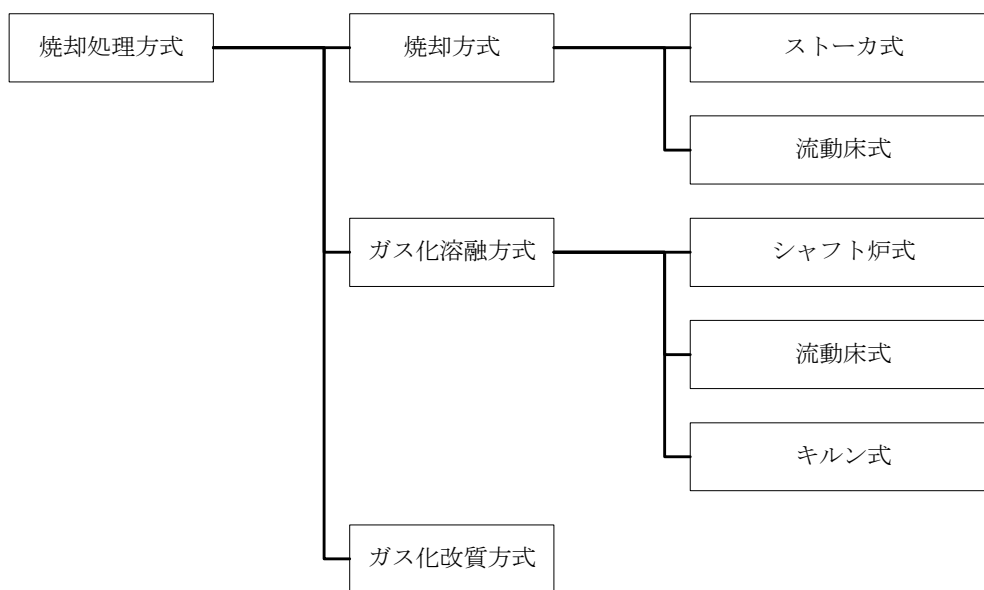 焼却処理方式
焼却方式
ストーカ式
流動床式
ガス化溶融方式
シャフト炉式
流動床式
キルン式
ガス化改質方式